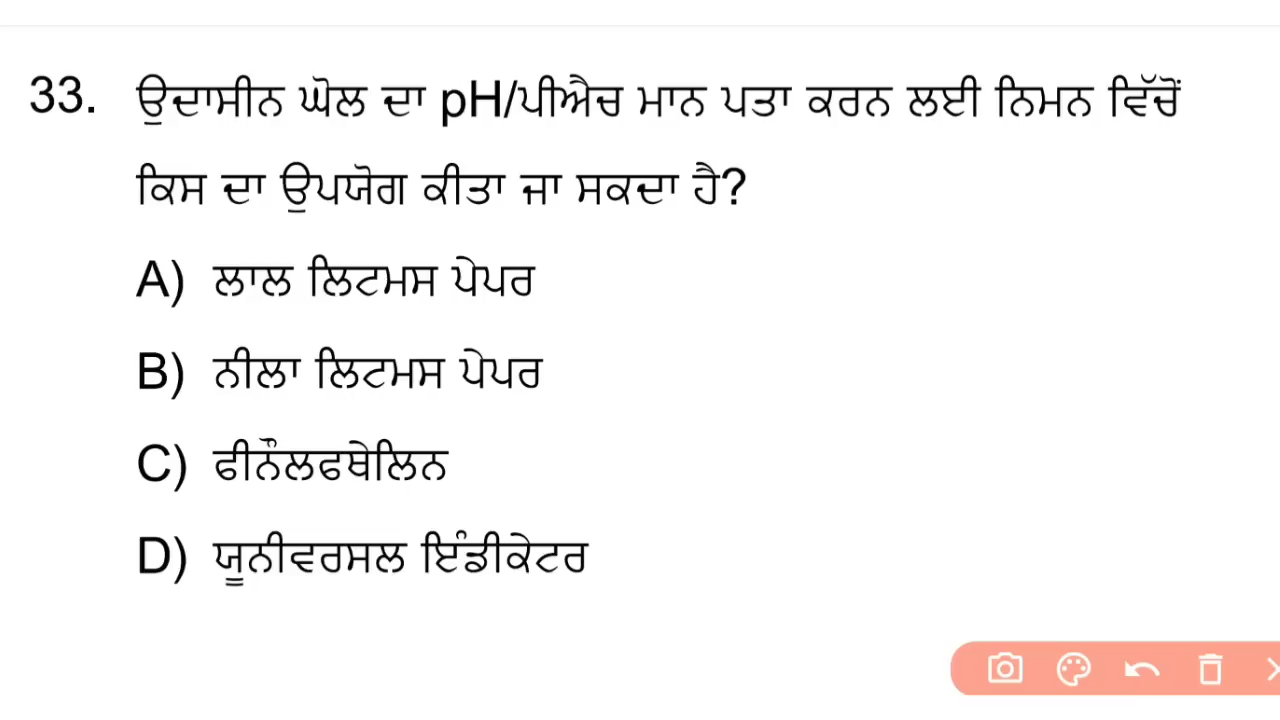 33. ਉਦਾਸੀਨ ਘੋਲ ਦਾ pH/ਪੀਐਚ ਮਾਨ ਪਤਾ ਕਰਨ ਲਈ ਨਿਮਨ ਵਿੱਚੋਂ
ਕਿਸ ਦਾ ਉਪਯੋਗ ਕੀਤਾ ਜਾ ਸਕਦਾ ਹੈ?
A) ਲਾਲ ਲਿਟਮਸ ਪੇਪਰ
B) ਨੀਲਾ ਲਿਟਮਸ ਪੇਪਰ
C) ਫੀਨੌਲਫਥੇਲਿਨ
D) ਯੂਨੀਵਰਸਲ ਇੰਡੀਕੇਟਰ